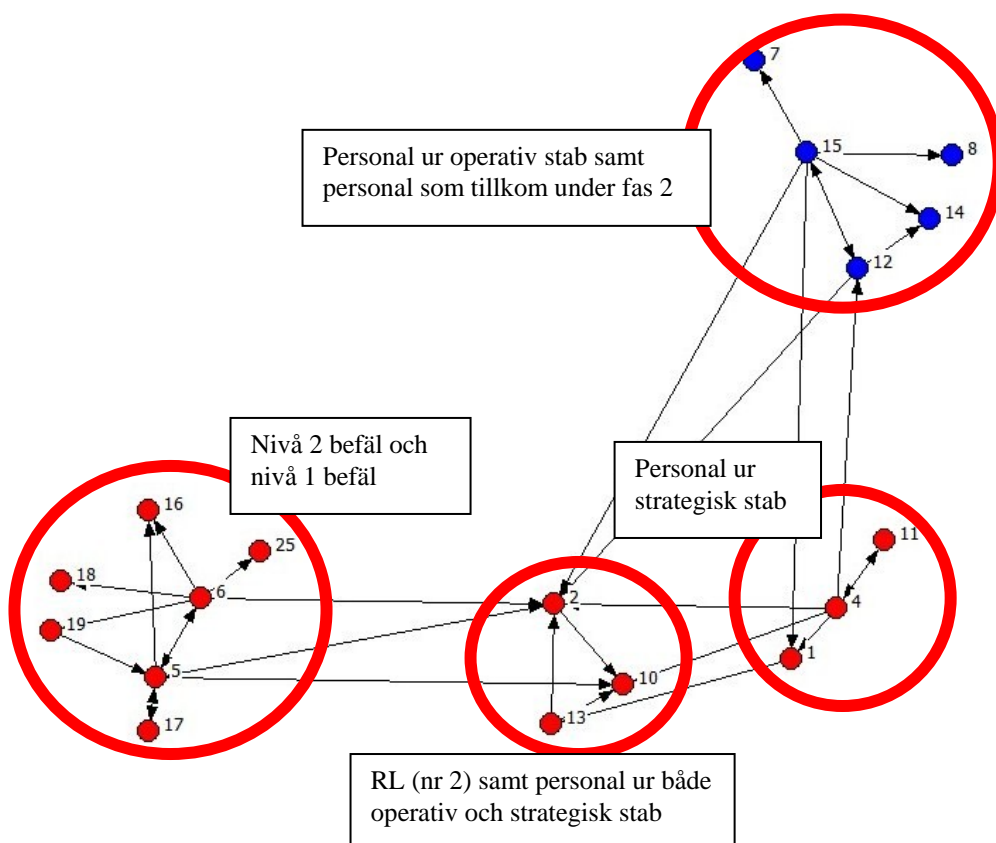 7
15
8
Personal ur operativ stab samt
personal som tillkom under fas 2
14
12
Nivå 2 befäl och
nivå 1 befäl
Personal ur
strategisk stab
16
25
11
18
6
2
4
19
1
5
10
13
17
RL (nr 2) samt personal ur både
operativ och strategisk stab